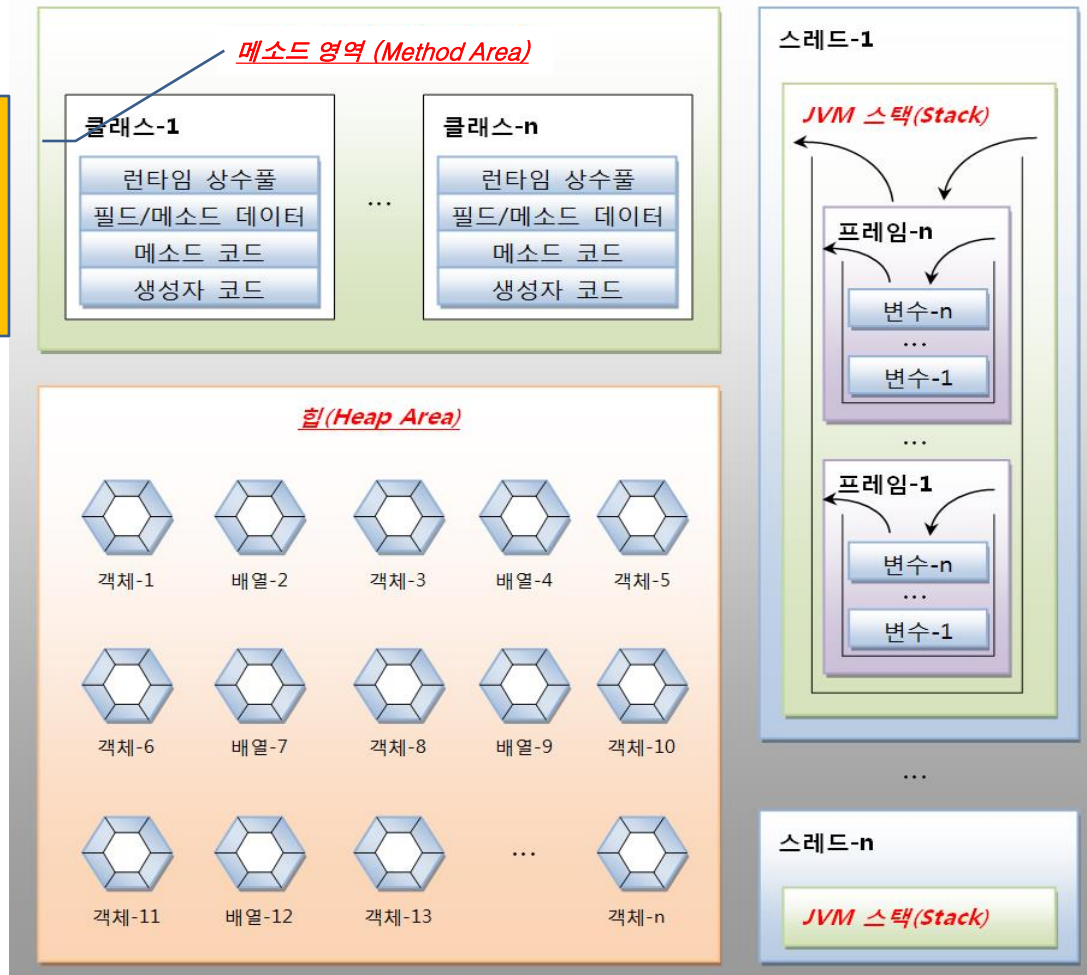 메소드 영역 (Method Area)
클래스-1
런타임 상수풀
필드/메소드 데이터
메소드 코드
생성자 코드
...
클래스-n
런타임 상수풀
필드/메소드 데이터
메소드 코드
생성자 코드
힙(Heap Area)
객체-1 배열-2 객체-3 배열-4 객체-5
객체-6 배열-7 객체-8 배열-9 객체-10
객체-11 배열-12 객체-13 ... 객체-n
스레드-1
JVM 스택(Stack)
프레임-n
변수-n
...
변수-1
...
프레임-1
변수-n
...
변수-1
...
스레드-n
JVM 스택(Stack)